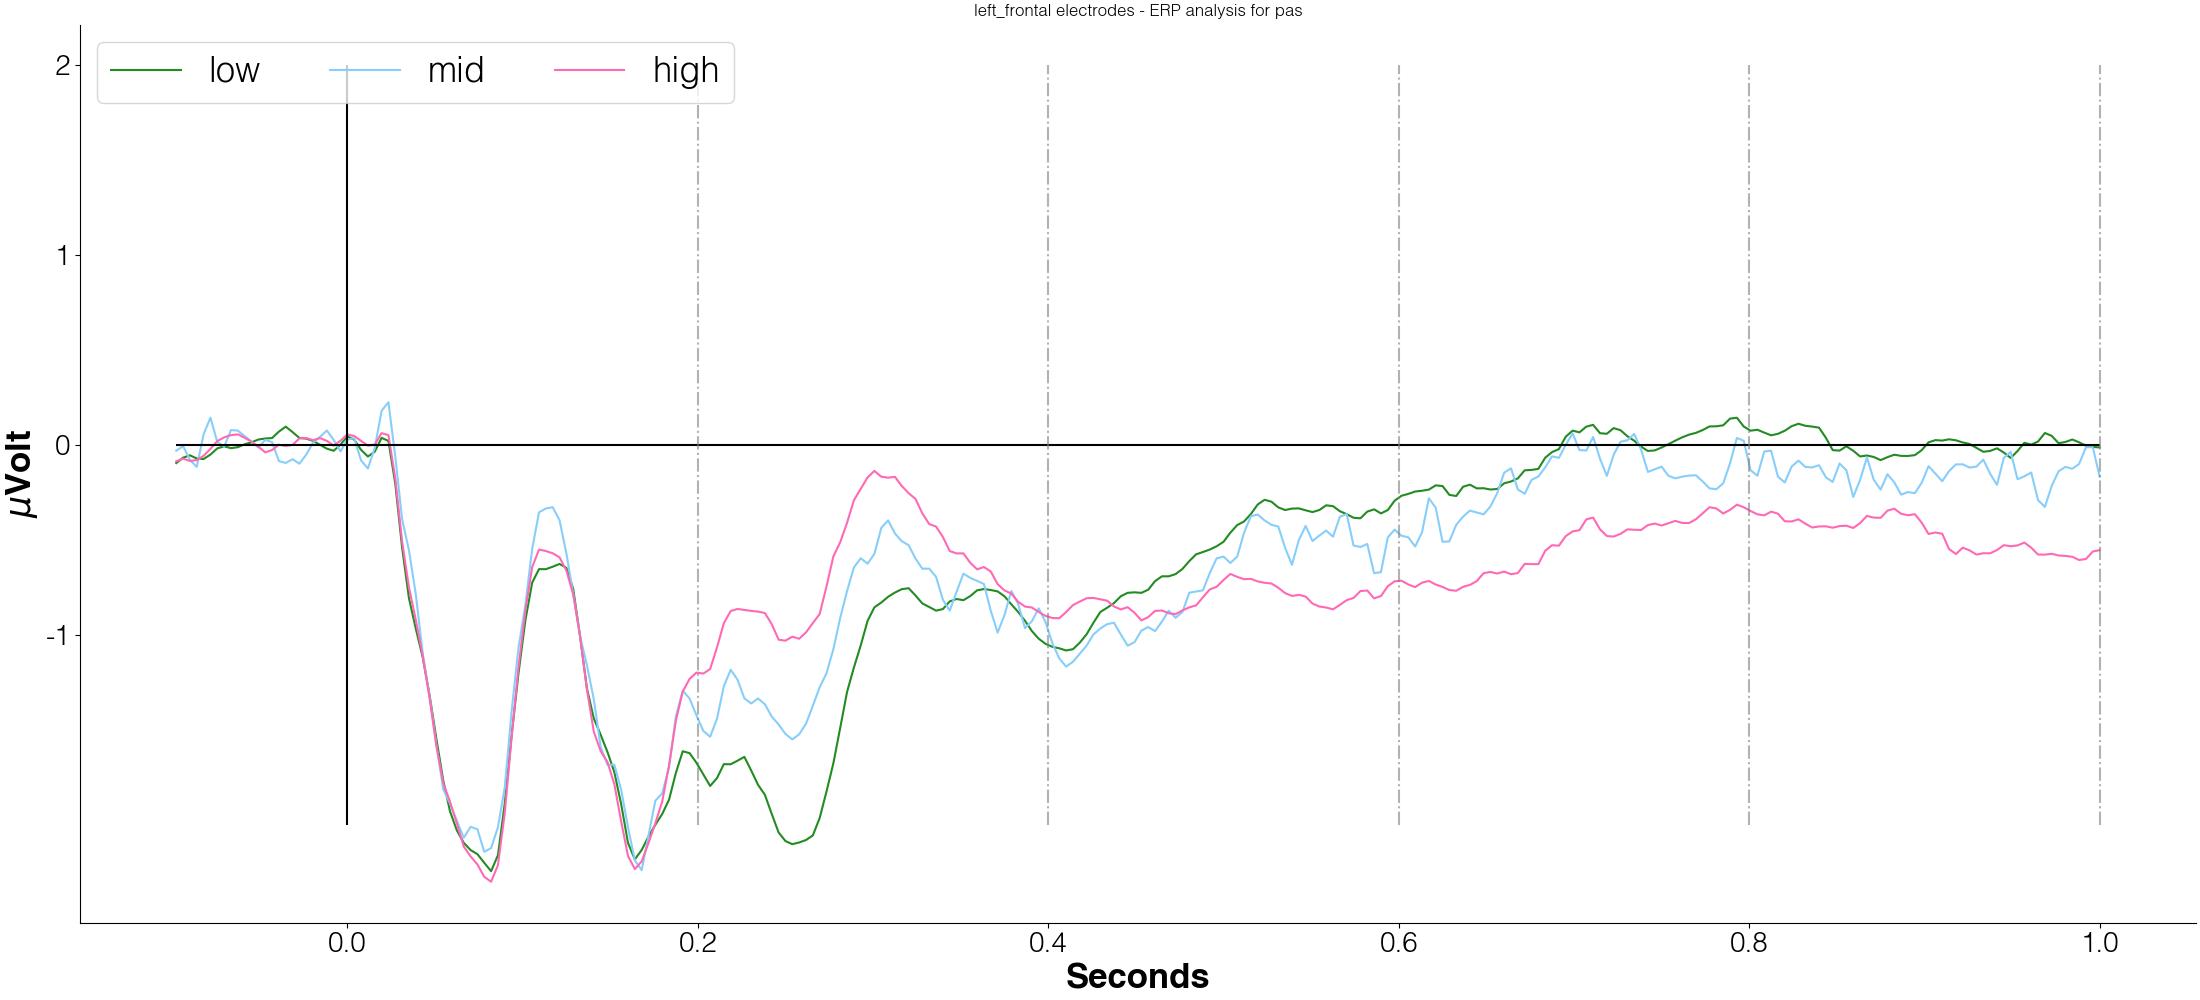 left_frontal electrodes - ERP analysis for pas
low mid high
2
1
0
-1
μVolt
0.0 0.2 0.4 0.6 0.8 1.0
Seconds